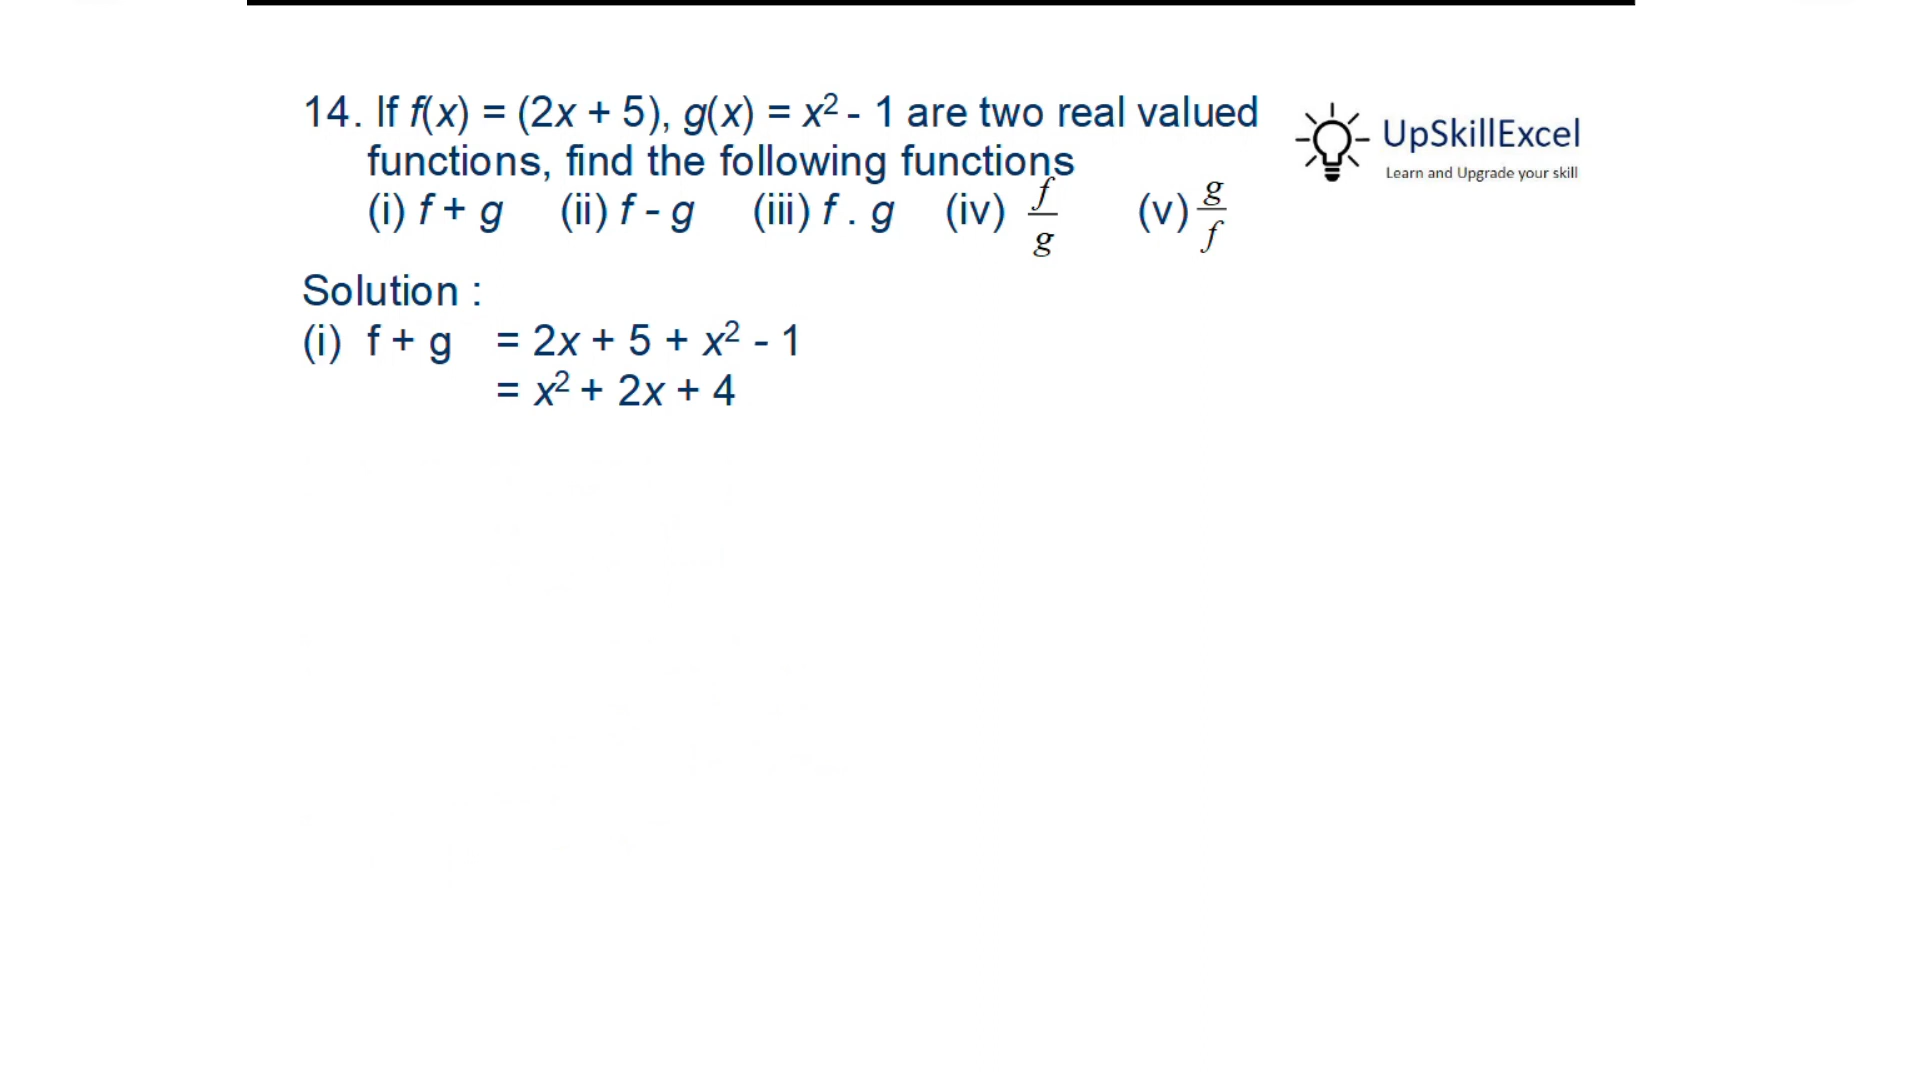 14. If f(x) = (2x + 5), g(x) = x² - 1 are two real valued
functions, find the following functions
(i) f + g (ii) f - g (iii) f . g (iv) f/g (v) g/f
UpSkillExcel
Learn and Upgrade your skill
Solution :
(i) f + g = 2x + 5 + x² - 1
= x² + 2x + 4